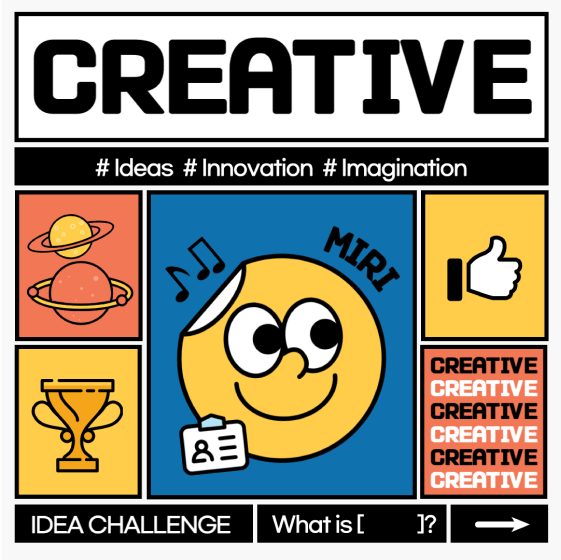 CREATIVE
# Ideas # Innovation # Imagination
MIRI
CREATIVE
CREATIVE
CREATIVE
CREATIVE
CREATIVE
CREATIVE
IDEA CHALLENGE
What is [ ]?